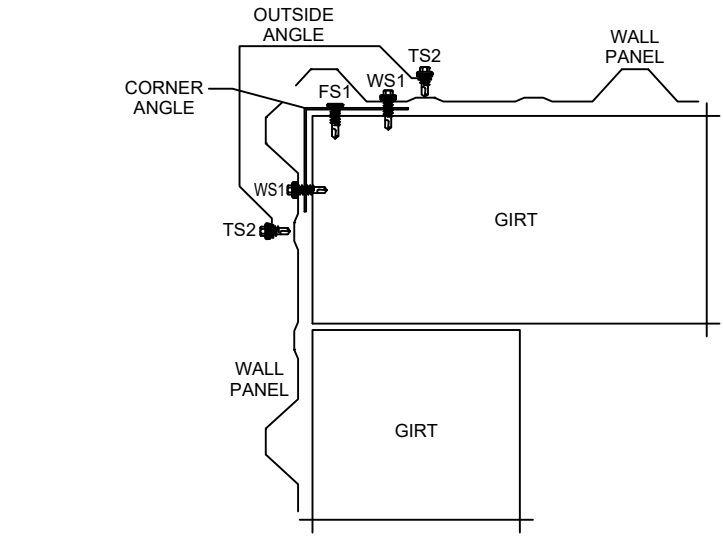 OUTSIDE
ANGLE
TS2
WALL
PANEL
CORNER
ANGLE
FS1
WS1
WS1
TS2
GIRT
WALL
PANEL
GIRT